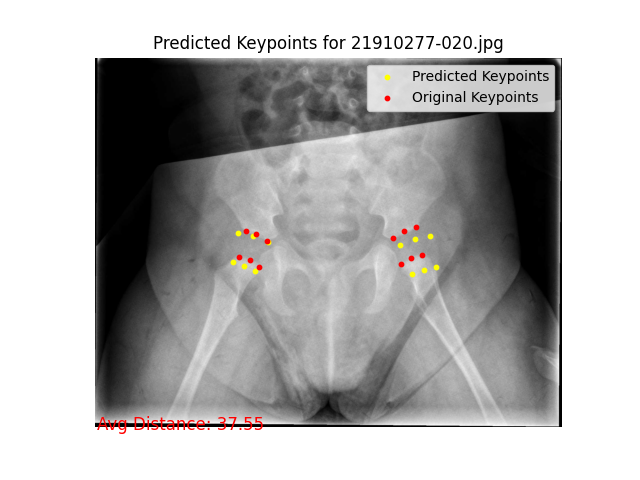 Predicted Keypoints for 21910277-020.jpg
Predicted Keypoints
Original Keypoints
Avg Distance: 37.55